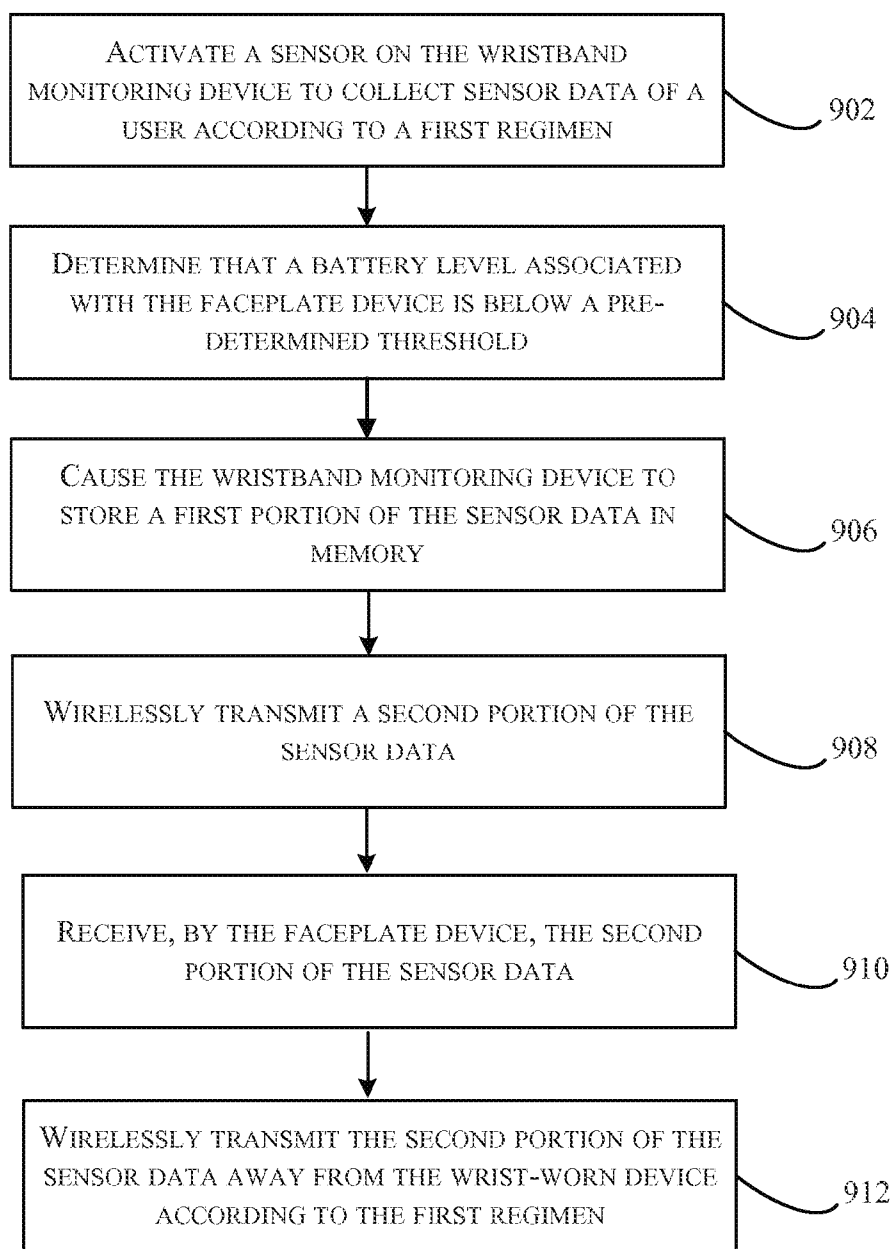 ACTIVATE A SENSOR ON THE WRISTBAND
MONITORING DEVICE TO COLLECT SENSOR DATA OF A
USER ACCORDING TO A FIRST REGIMEN
902
DETERMINE THAT A BATTERY LEVEL ASSOCIATED
WITH THE FACEPLATE DEVICE IS BELOW A PRE-
DETERMINED THRESHOLD
904
CAUSE THE WRISTBAND MONITORING DEVICE TO
STORE A FIRST PORTION OF THE SENSOR DATA IN
MEMORY
906
WIRELESSLY TRANSMIT A SECOND PORTION OF THE
SENSOR DATA
908
RECEIVE, BY THE FACEPLATE DEVICE, THE SECOND
PORTION OF THE SENSOR DATA
910
WIRELESSLY TRANSMIT THE SECOND PORTION OF THE
SENSOR DATA AWAY FROM THE WRIST-WORN DEVICE
ACCORDING TO THE FIRST REGIMEN
912